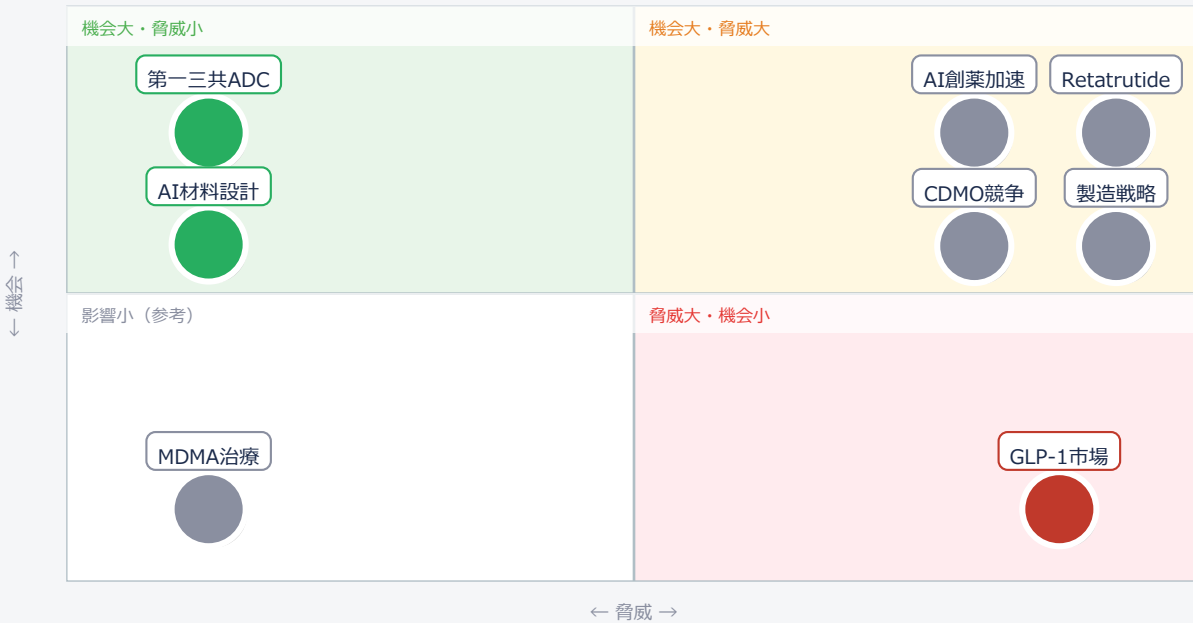 機会大・脅威小
機会大・脅威大
第一三共ADC
AI創薬加速
Retatrutide
AI材料設計
CDMO競争
製造戦略
← 機会 →
影響小（参考）
脅威大・機会小
MDMA治療
GLP-1市場
← 脅威 →